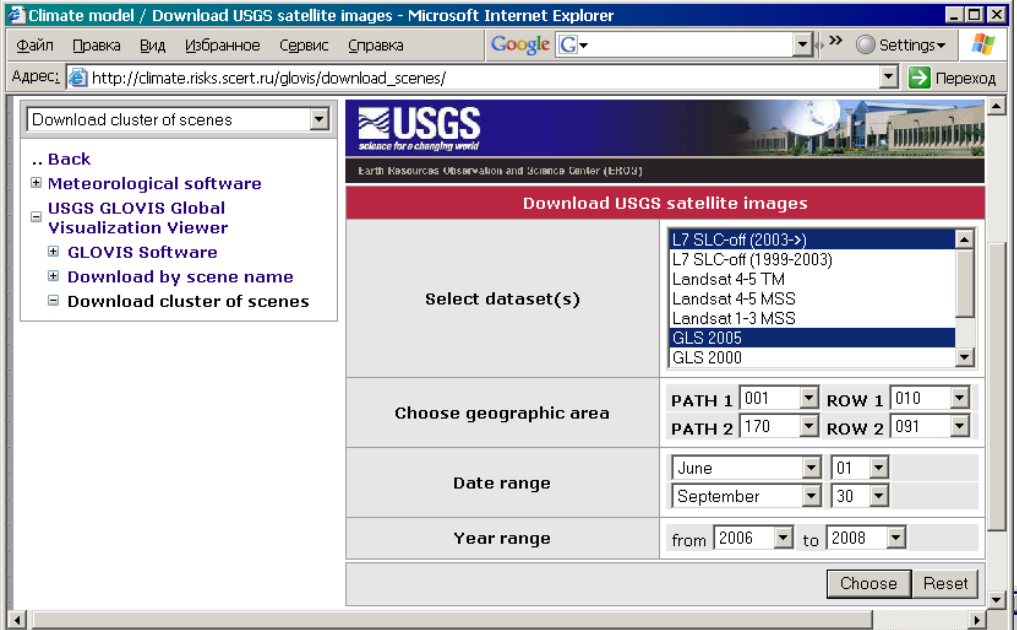 Climate model / Download USGS satellite images - Microsoft Internet Explorer
Файл Правка Вид Избранное Сервис Справка Google G » Settings
Адрес: http://climate.risks.scert.ru/glovis/download_scenes/ Переход
Download cluster of scenes
.. Back
Meteorological software
USGS GLOVIS Global
Visualization Viewer
GLOVIS Software
Download by scene name
Download cluster of scenes
USGS
science for a changing world
Earth Resources Observation and Science Center (EROS)
Download USGS satellite images
Select dataset(s)
L7 SLC-off (2003->)
L7 SLC-off (1999-2003)
Landsat 4-5 TM
Landsat 4-5 MSS
Landsat 1-3 MSS
GLS 2005
GLS 2000
Choose geographic area
PATH 1 001 ROW 1 010
PATH 2 170 ROW 2 091
Date range
June 01
September 30
Year range
from 2006 to 2008
Choose Reset